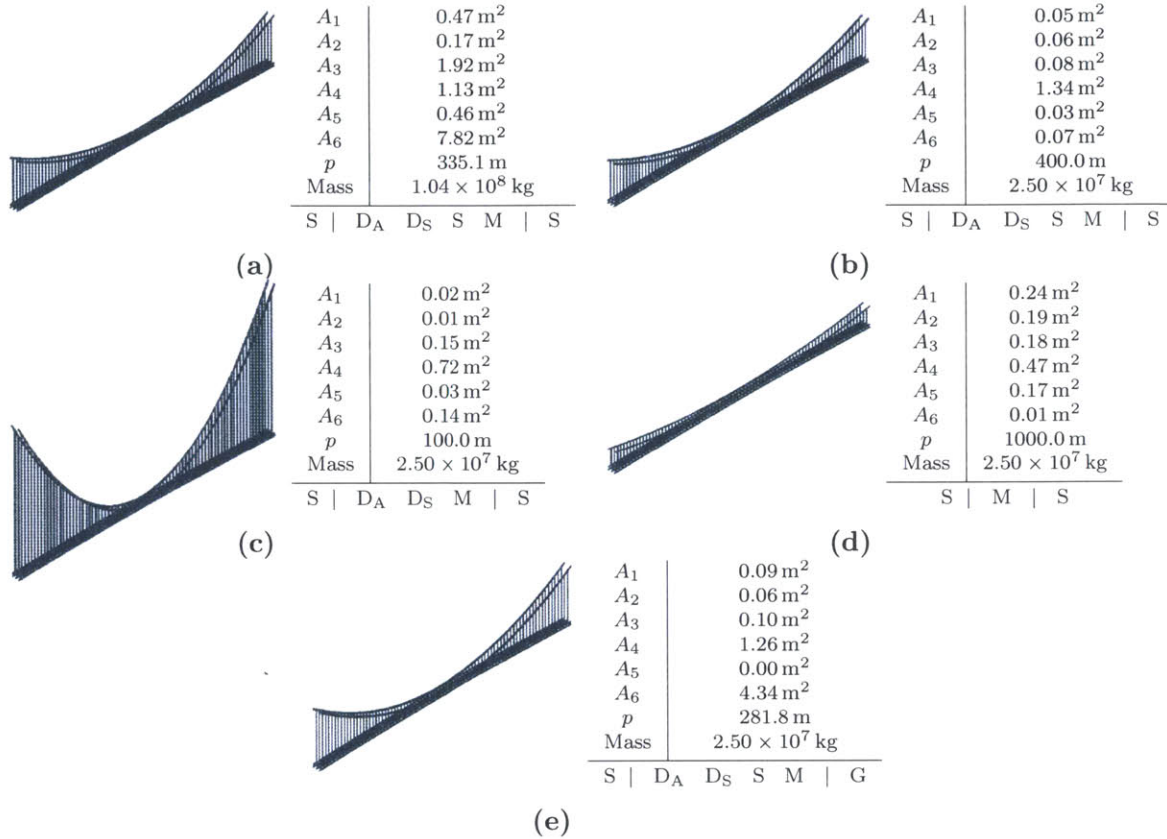 A₁ 0.47 m²
A₂ 0.17 m²
A₃ 1.92 m²
A₄ 1.13 m²
A₅ 0.46 m²
A₆ 7.82 m²
p 335.1 m
Mass 1.04 × 10⁸ kg
S | D_A D_S S M | S
(a)
A₁ 0.05 m²
A₂ 0.06 m²
A₃ 0.08 m²
A₄ 1.34 m²
A₅ 0.03 m²
A₆ 0.07 m²
p 400.0 m
Mass 2.50 × 10⁷ kg
S | D_A D_S S M | S
(b)
A₁ 0.02 m²
A₂ 0.01 m²
A₃ 0.15 m²
A₄ 0.72 m²
A₅ 0.03 m²
A₆ 0.14 m²
p 100.0 m
Mass 2.50 × 10⁷ kg
S | D_A D_S M | S
(c)
A₁ 0.24 m²
A₂ 0.19 m²
A₃ 0.18 m²
A₄ 0.47 m²
A₅ 0.17 m²
A₆ 0.01 m²
p 1000.0 m
Mass 2.50 × 10⁷ kg
S | M | S
(d)
A₁ 0.09 m²
A₂ 0.06 m²
A₃ 0.10 m²
A₄ 1.26 m²
A₅ 0.00 m²
A₆ 4.34 m²
p 281.8 m
Mass 2.50 × 10⁷ kg
S | D_A D_S S M | G
(e)